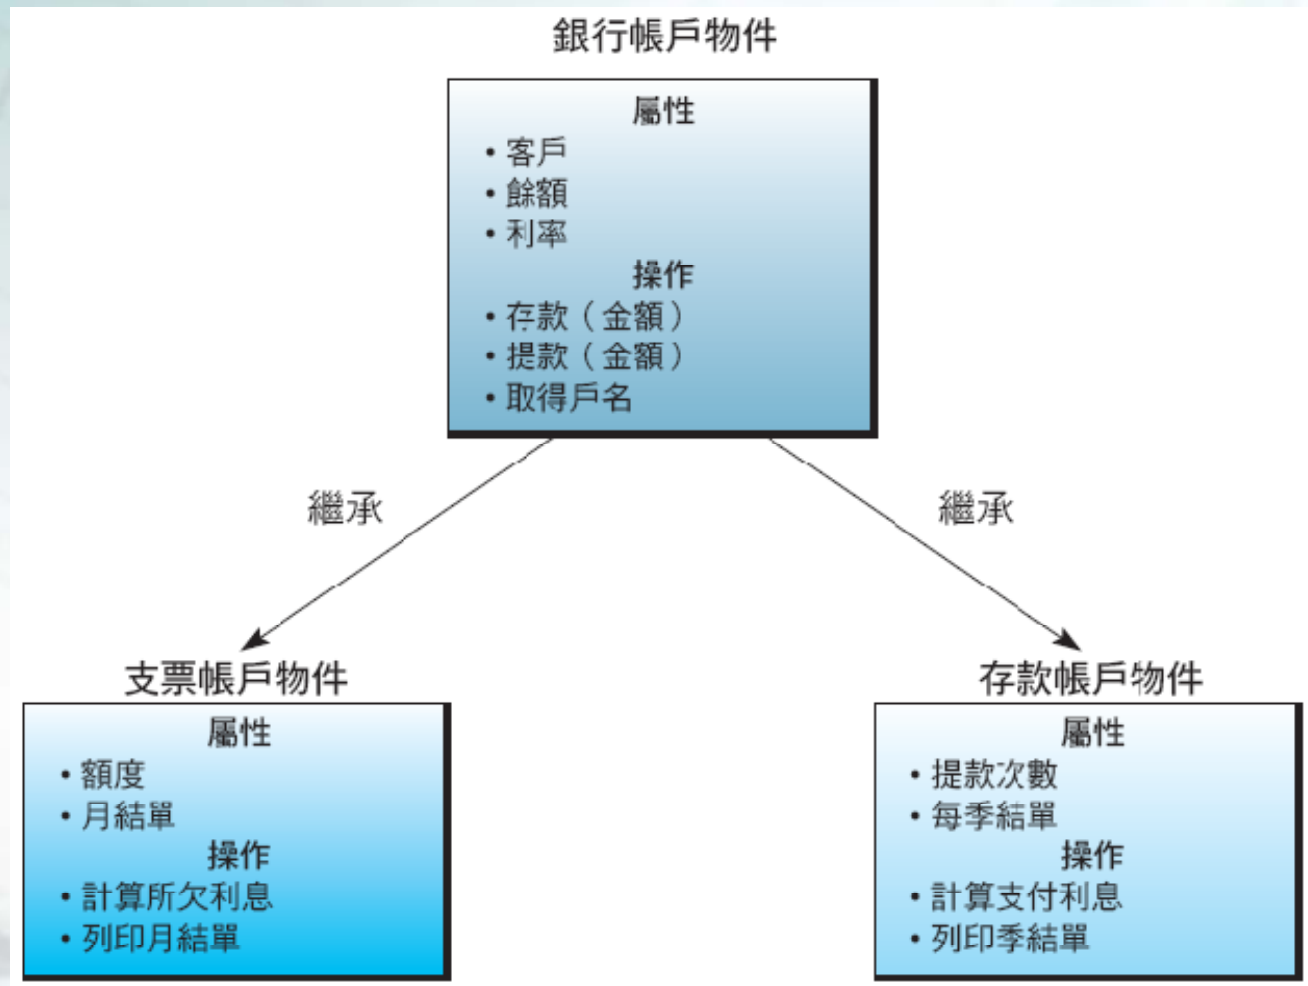 銀行帳戶物件
屬性
・客戶
・餘額
・利率
操作
・存款（金額）
・提款（金額）
・取得戶名
繼承
繼承
支票帳戶物件
屬性
・額度
・月結單
操作
・計算所欠利息
・列印月結單
存款帳戶物件
屬性
・提款次數
・每季結單
操作
・計算支付利息
・列印季結單